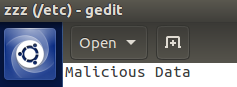 zzz (/etc) - gedit
Open
Malicious Data